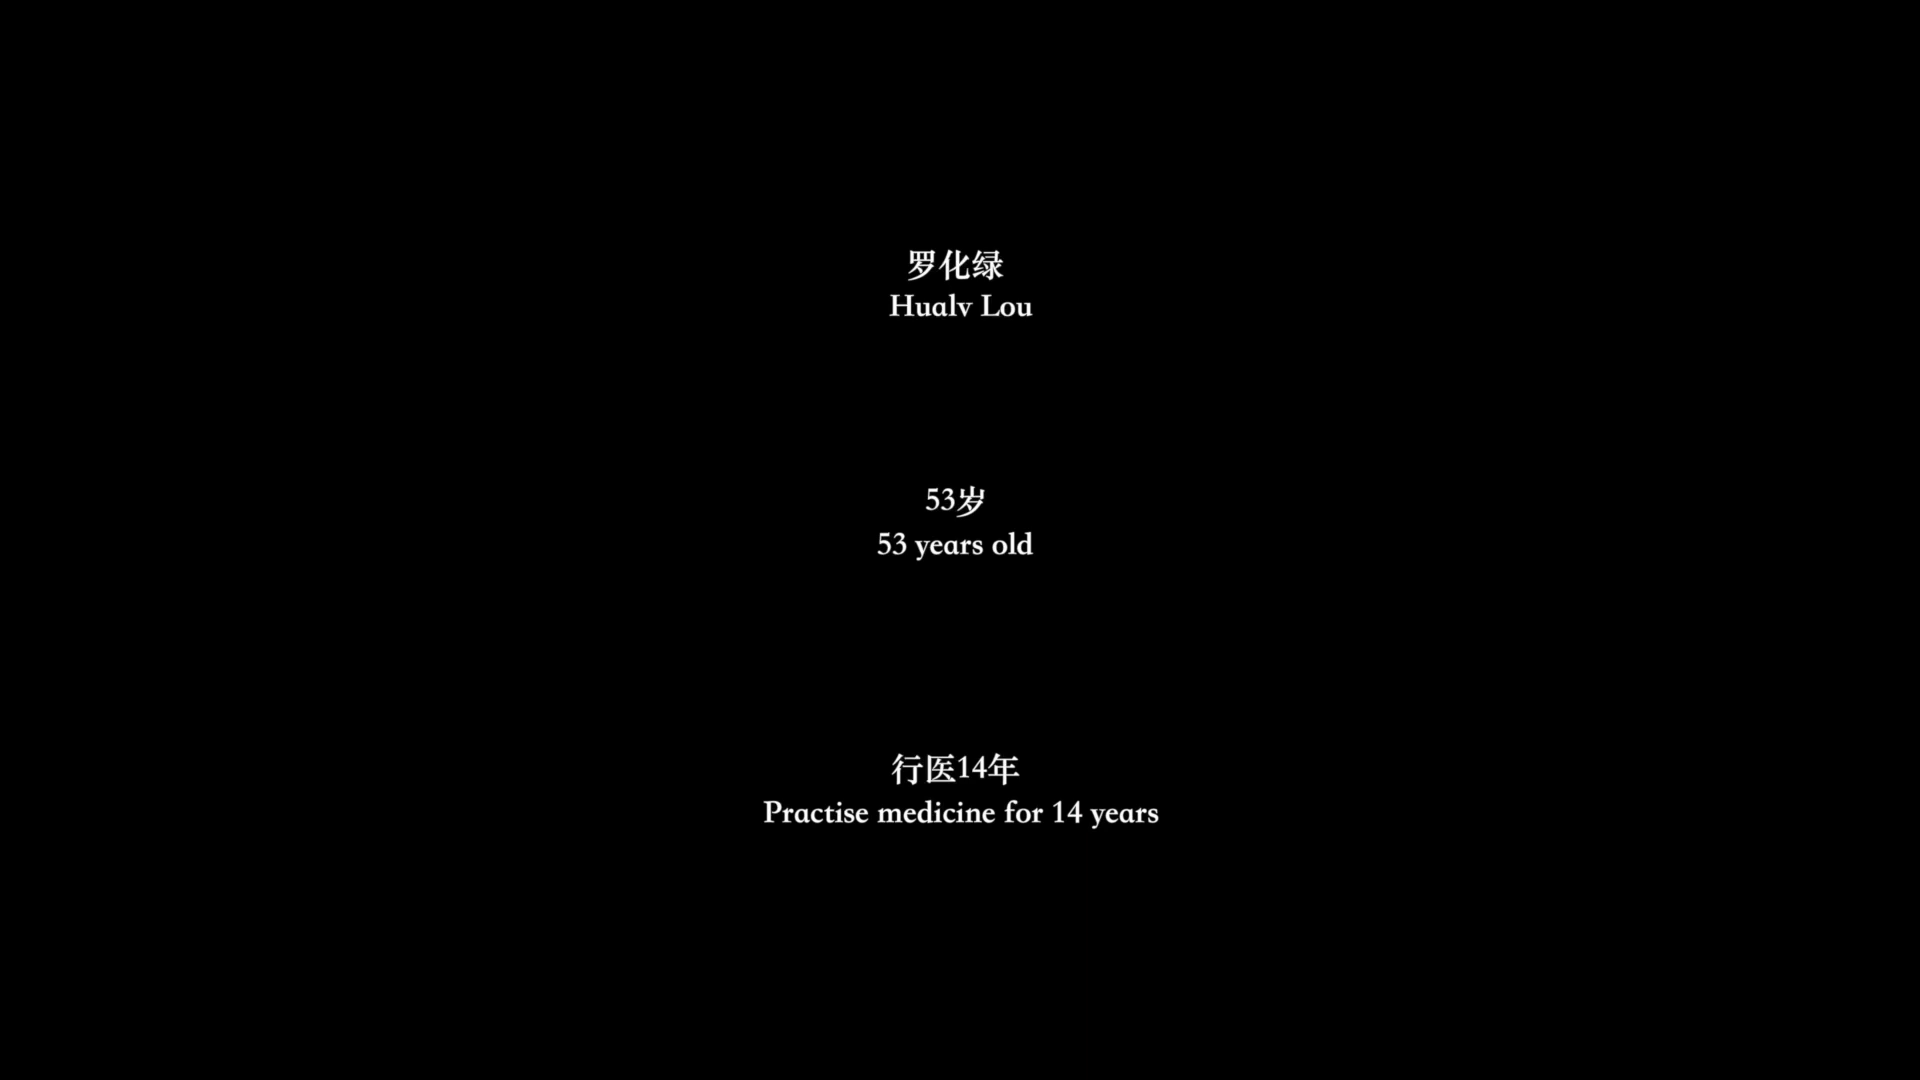 罗化绿
Hualv Lou
53岁
53 years old
行医14年
Practise medicine for 14 years